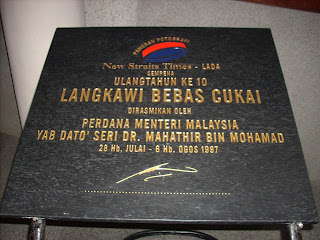 PAMERAN FOTOGRAFI
New Straits Times - LADA
SEMPENA
ULANGTAHUN KE 10
LANGKAWI BEBAS CUKAI
DIRASMIKAN OLEH
PERDANA MENTERI MALAYSIA
YAB DATO' SERI DR. MAHATHIR BIN MOHAMAD
28 Hb. JULAI - 6 Hb. OGOS 1997